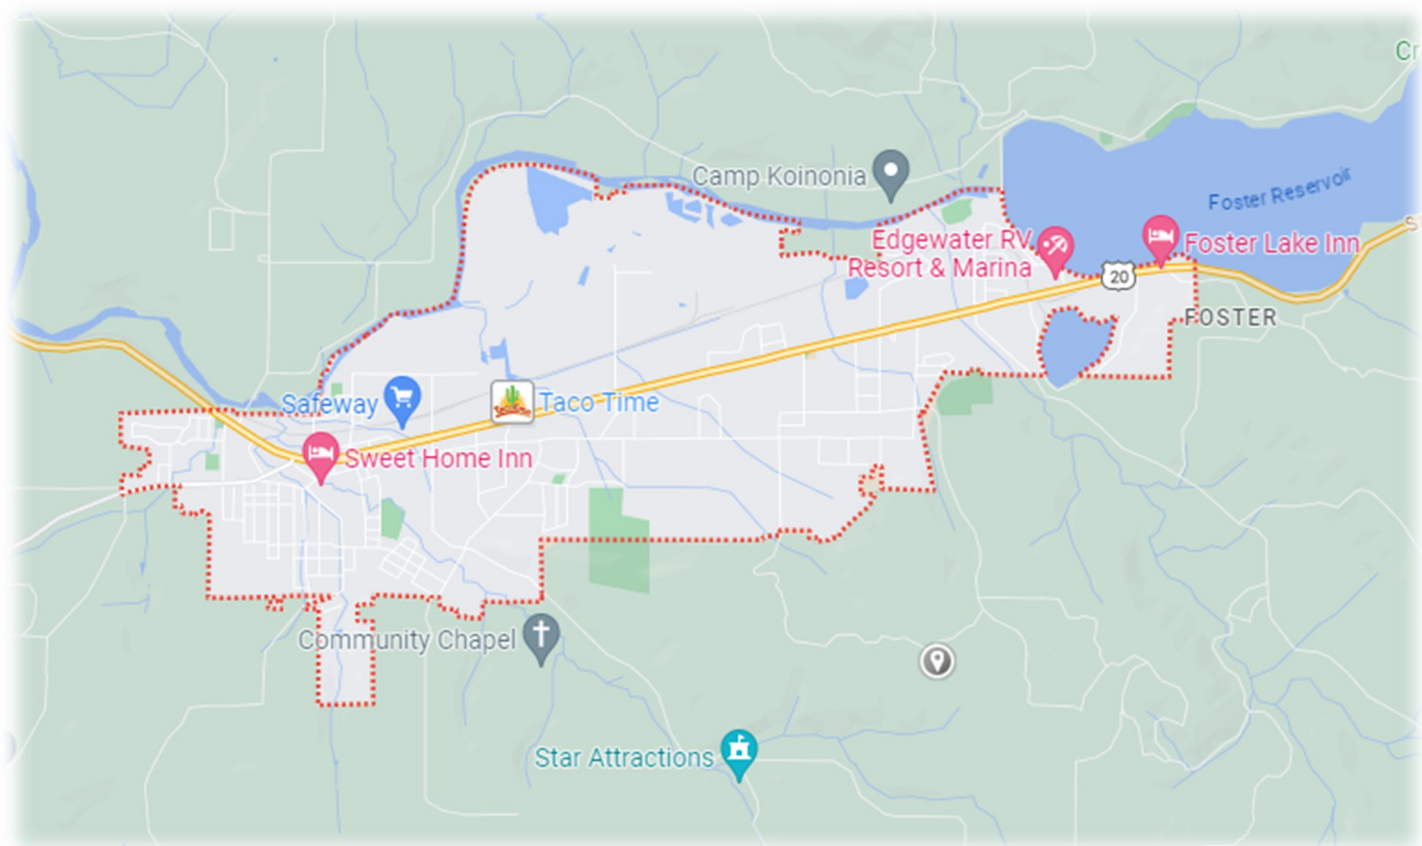 Cr
Camp Koinonia
Foster Reservoir
Edgewater RV
Resort & Marina
Foster Lake Inn
20
FOSTER
Safeway
Taco Time
Sweet Home Inn
Community Chapel
Star Attractions